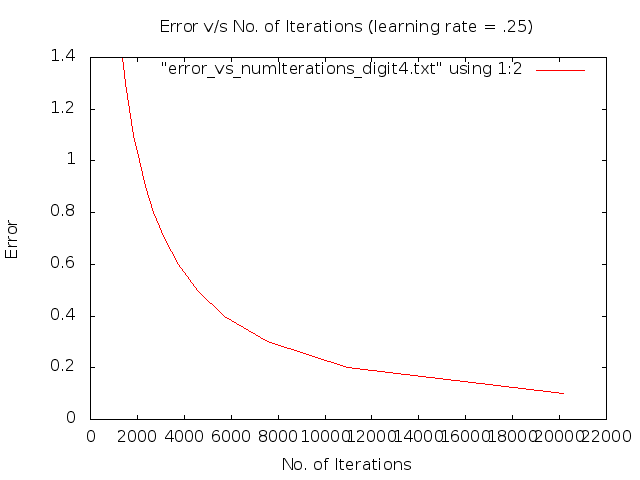 Error v/s No. of Iterations (learning rate = .25)
"error_vs_numIterations_digit4.txt" using 1:2
1.4
1.2
1
0.8
0.6
0.4
0.2
0
Error
0 2000 4000 6000 8000 10000 12000 14000 16000 18000 20000 22000
No. of Iterations